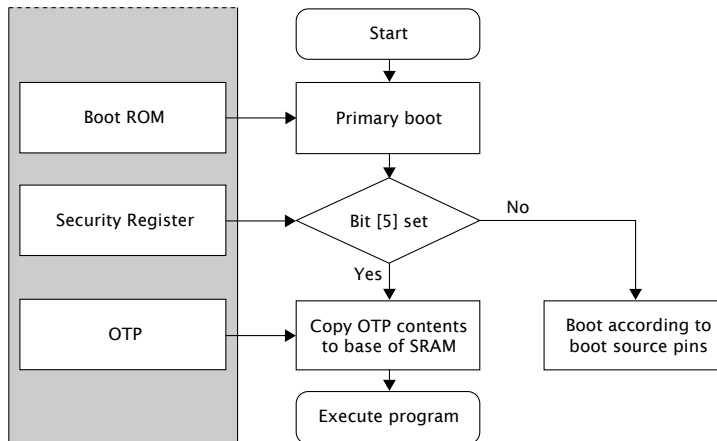 Start
Boot ROM
Primary boot
Security Register
Bit [5] set
No
Yes
OTP
Copy OTP contents
to base of SRAM
Boot according to
boot source pins
Execute program